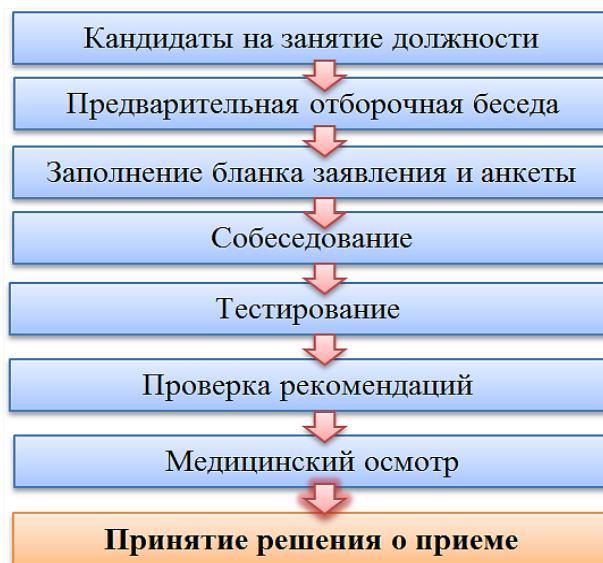 Кандидаты на занятие должности
Предварительная отборочная беседа
Заполнение бланка заявления и анкеты
Собеседование
Тестирование
Проверка рекомендаций
Медицинский осмотр
Принятие решения о приеме